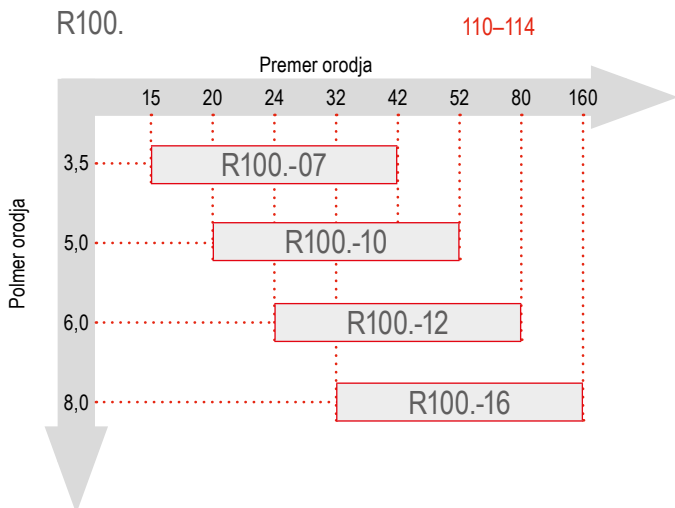 R100. 110–114
Premer orodja
15 20 24 32 42 52 80 160
Polmer orodja
3,5 R100.-07
5,0 R100.-10
6,0 R100.-12
8,0 R100.-16